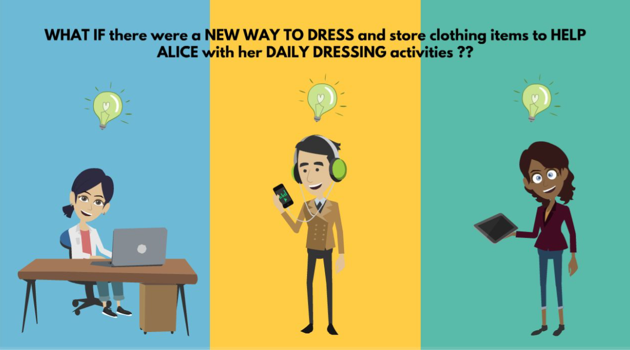 WHAT IF there were a NEW WAY TO DRESS and store clothing items to HELP
ALICE with her DAILY DRESSING activities ??